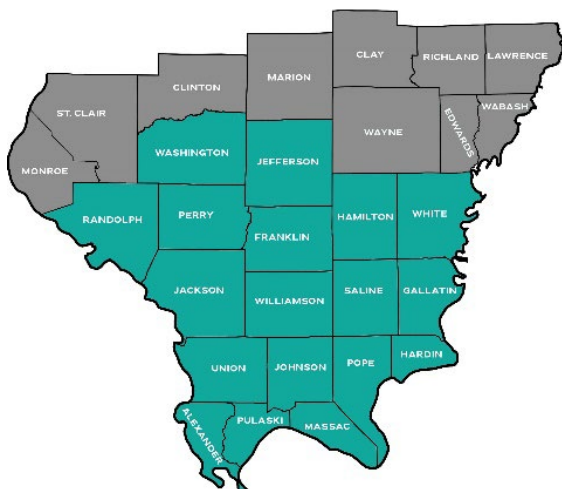 CLAY
RICHLAND
LAWRENCE
MARION
CLINTON
ST. CLAIR
WABASH
EDWARDS
WAYNE
WASHINGTON
JEFFERSON
MONROE
RANDOLPH
PERRY
HAMILTON
WHITE
FRANKLIN
JACKSON
WILLIAMSON
SALINE
GALLATIN
UNION
JOHNSON
POPE
HARDIN
ALEXANDER
PULASKI
MASSAC